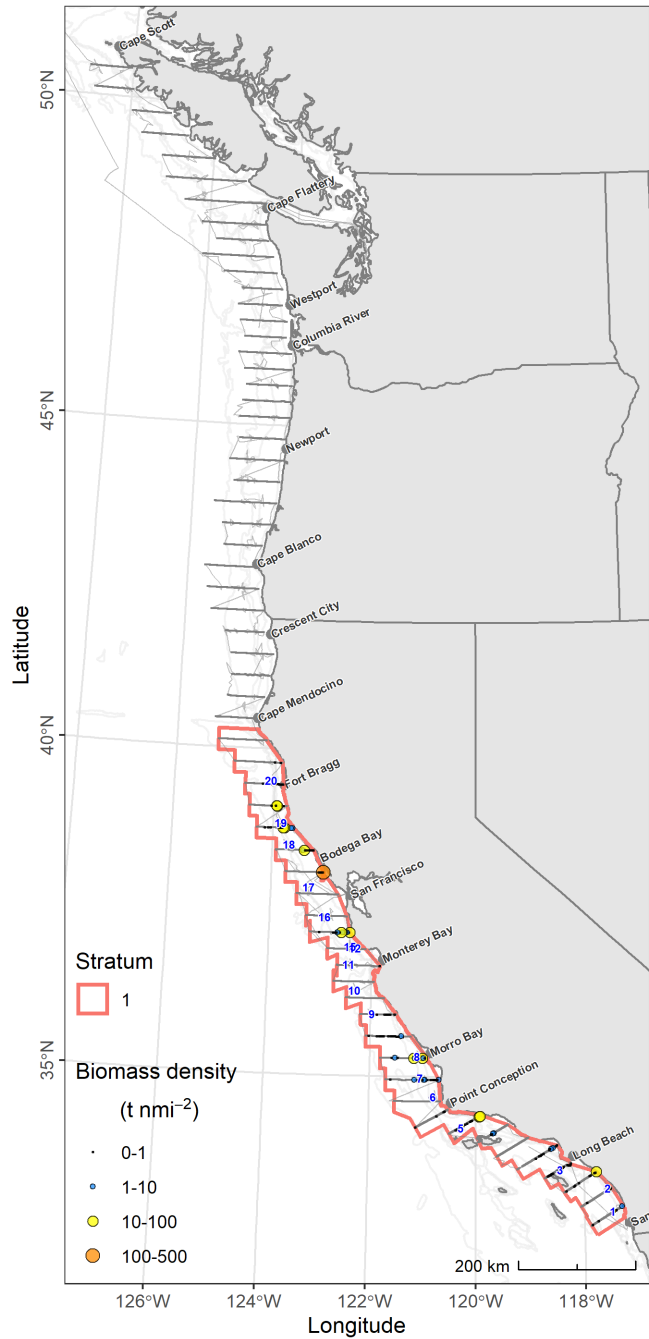 Cape Scott
50°N
Cape Flattery
Westport
Columbia River
45°N
Newport
Cape Blanco
Latitude
Crescent City
Cape Mendocino
40°N
Fort Bragg
20
19
18
Bodega Bay
17
San Francisco
16
15
12
Monterey Bay
11
10
9
Stratum
1
35°N
8
Morro Bay
7
6
Point Conception
5
Long Beach
3
2
1
San
Biomass density
(t nmi⁻²)
0-1
1-10
10-100
100-500
200 km
126°W
124°W
122°W
120°W
118°W
Longitude